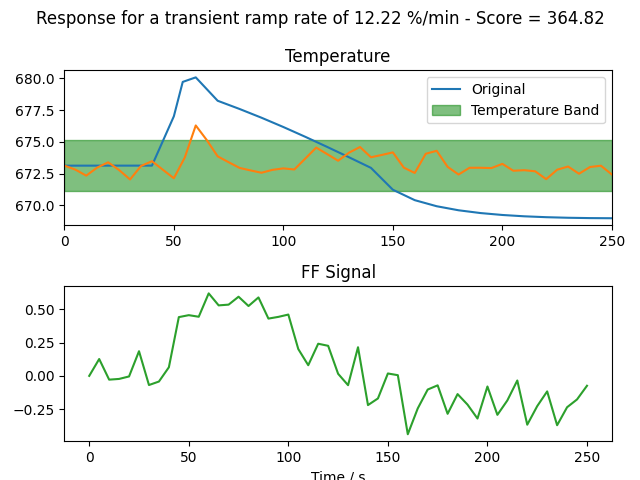 Response for a transient ramp rate of 12.22 %/min - Score = 364.82
Temperature
680.0
677.5
675.0
672.5
670.0
Original
Temperature Band
0 50 100 150 200 250
FF Signal
0.50
0.25
0.00
−0.25
0 50 100 150 200 250
Time / s